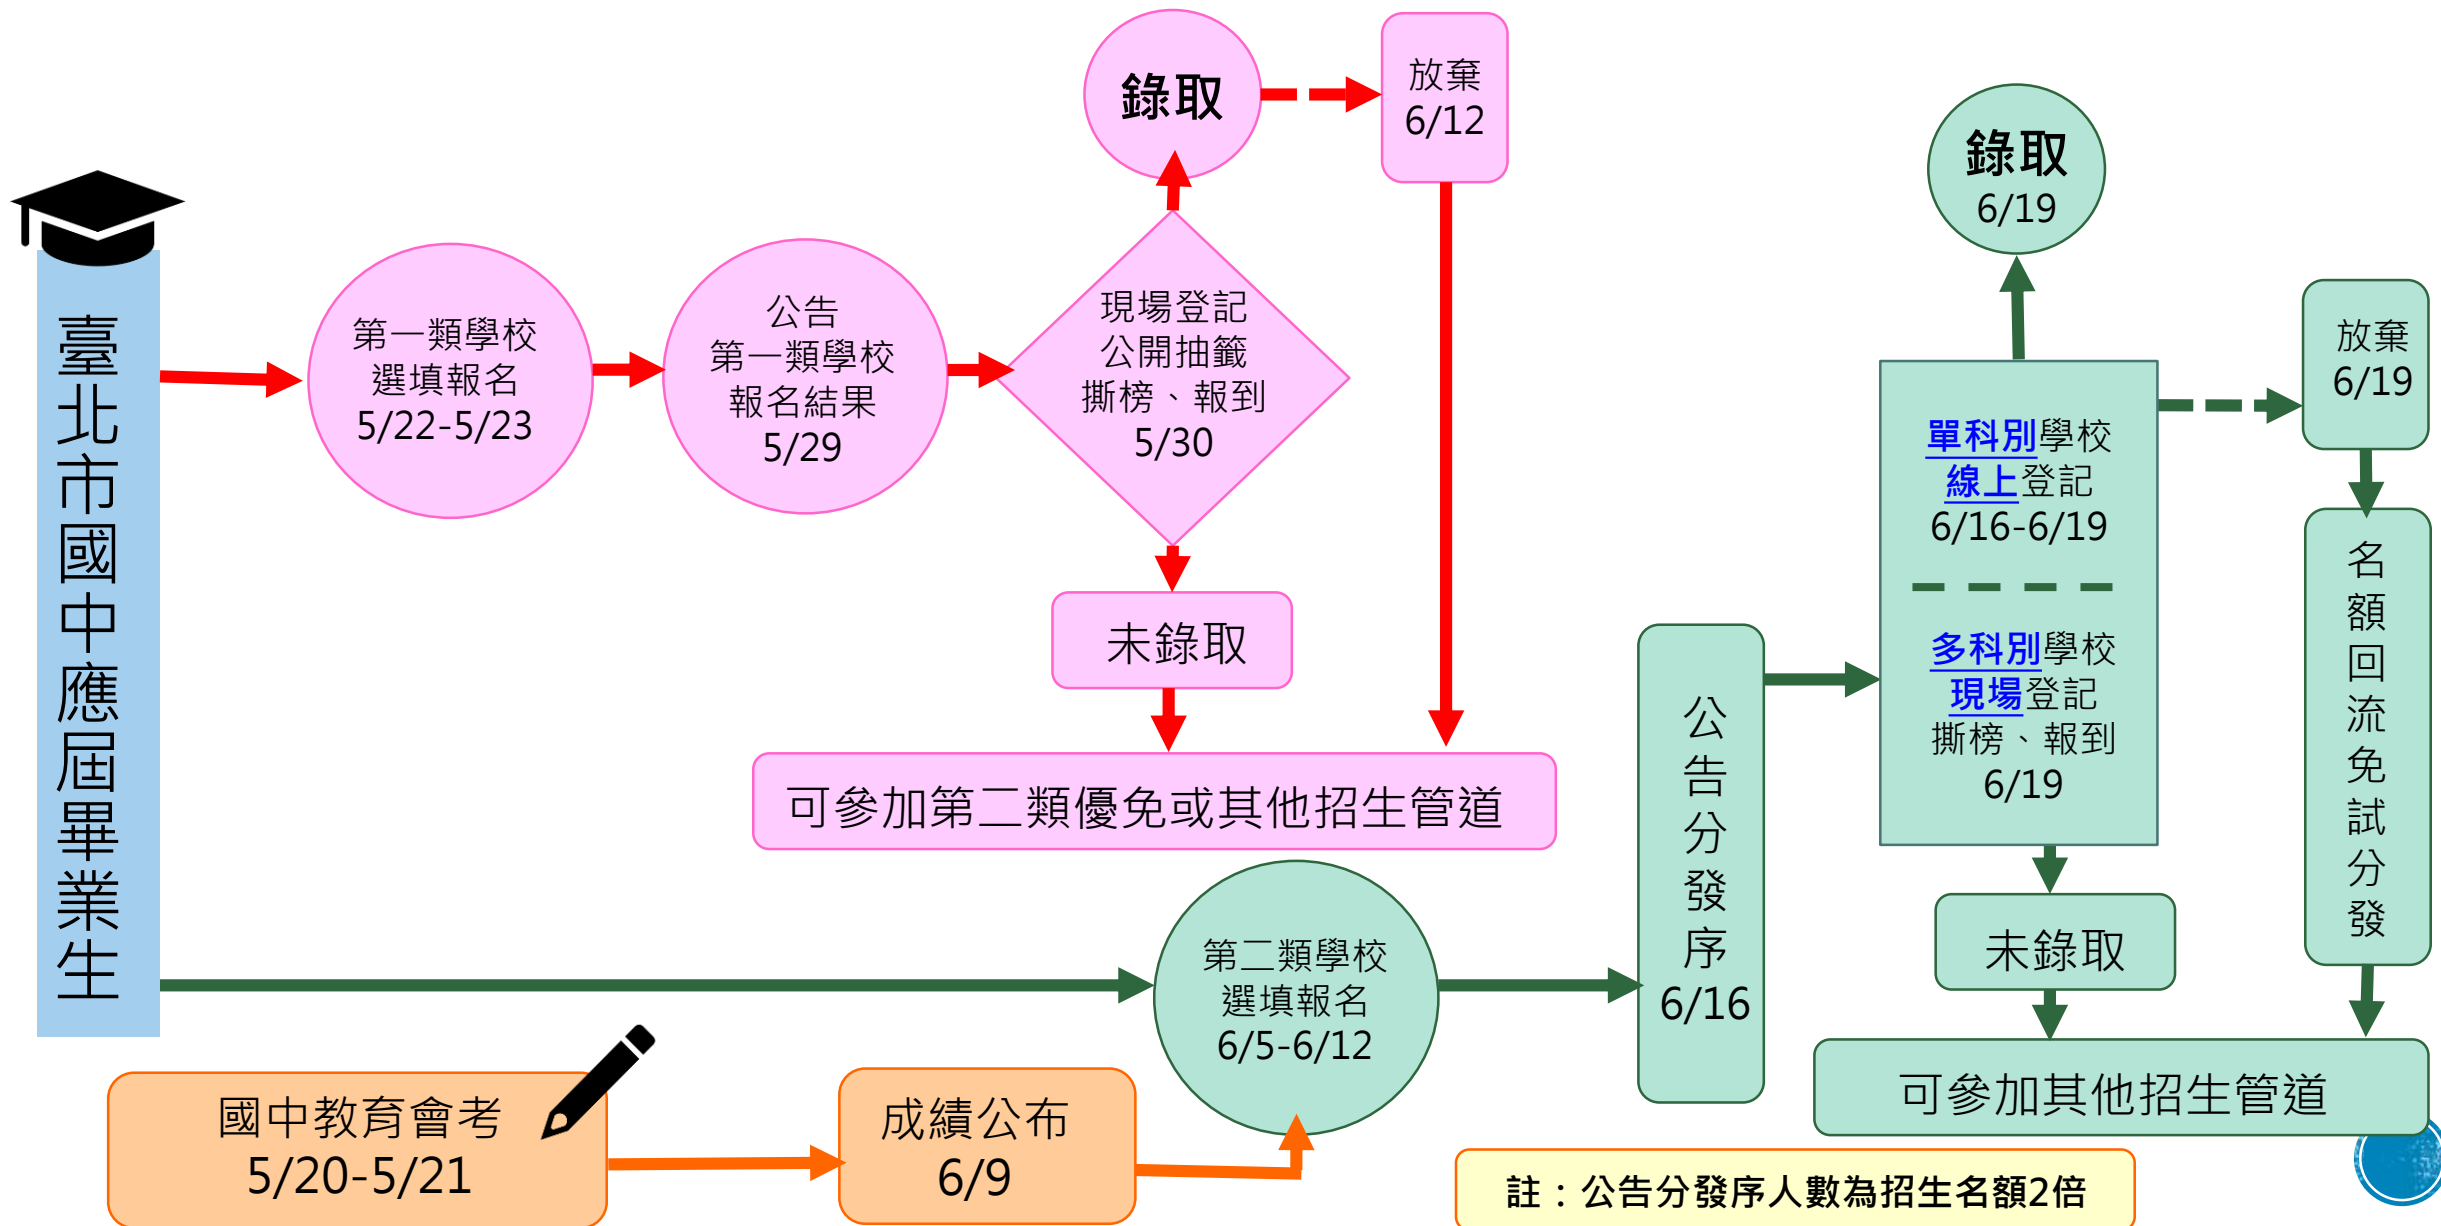 臺北市國中應屆畢業生
第一類學校
選填報名
5/22-5/23
公告
第一類學校
報名結果
5/29
現場登記
公開抽籤
撕榜、報到
5/30
錄取
放棄
6/12
未錄取
可參加第二類優免或其他招生管道
國中教育會考
5/20-5/21
成績公布
6/9
第二類學校
選填報名
6/5-6/12
公告分發序
6/16
單科別學校
線上登記
6/16-6/19
多科別學校
現場登記
撕榜、報到
6/19
錄取
6/19
放棄
6/19
名額回流免試分發
未錄取
可參加其他招生管道
註：公告分發序人數為招生名額2倍